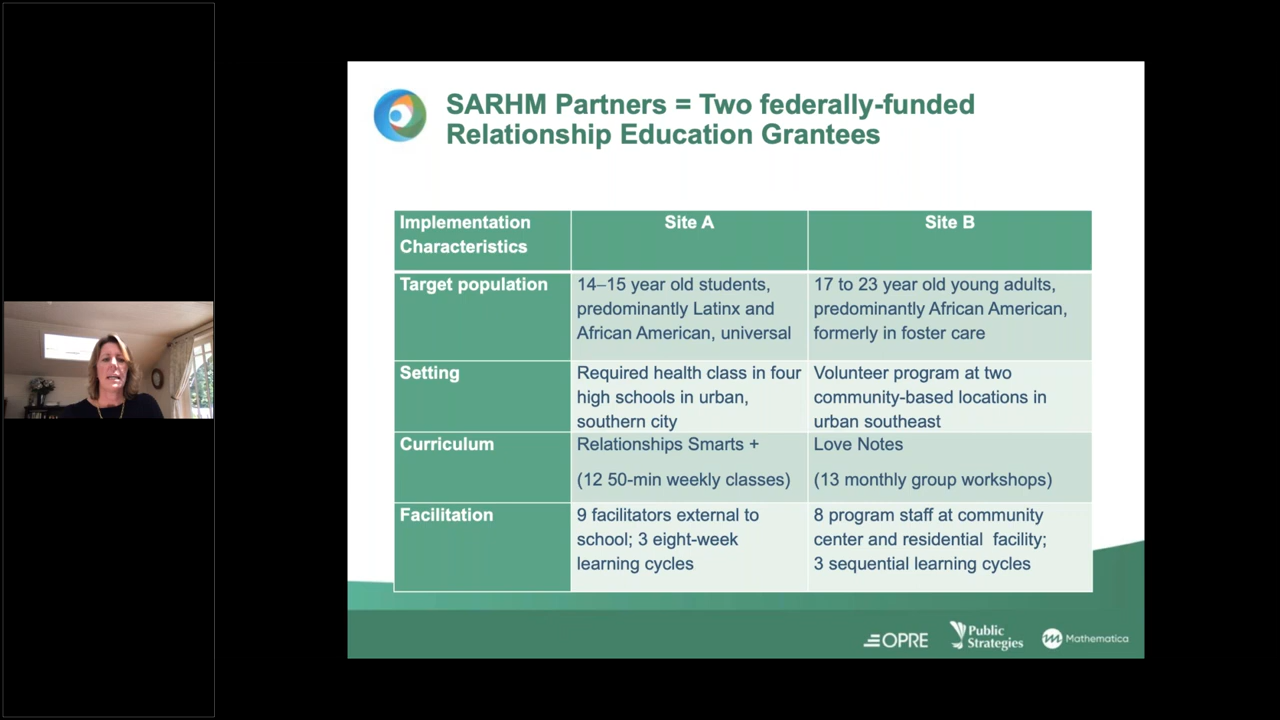 SARHM Partners = Two federally-funded
Relationship Education Grantees
Implementation
Characteristics
Site A
Site B
Target population
14–15 year old students,
predominantly Latinx and
African American, universal
17 to 23 year old young adults,
predominantly African American,
formerly in foster care
Setting
Required health class in four
high schools in urban,
southern city
Volunteer program at two
community-based locations in
urban southeast
Curriculum
Relationships Smarts +
(12 50-min weekly classes)
Love Notes
(13 monthly group workshops)
Facilitation
9 facilitators external to
school; 3 eight-week
learning cycles
8 program staff at community
center and residential facility;
3 sequential learning cycles
OPRE
Public
Strategies
Mathematica